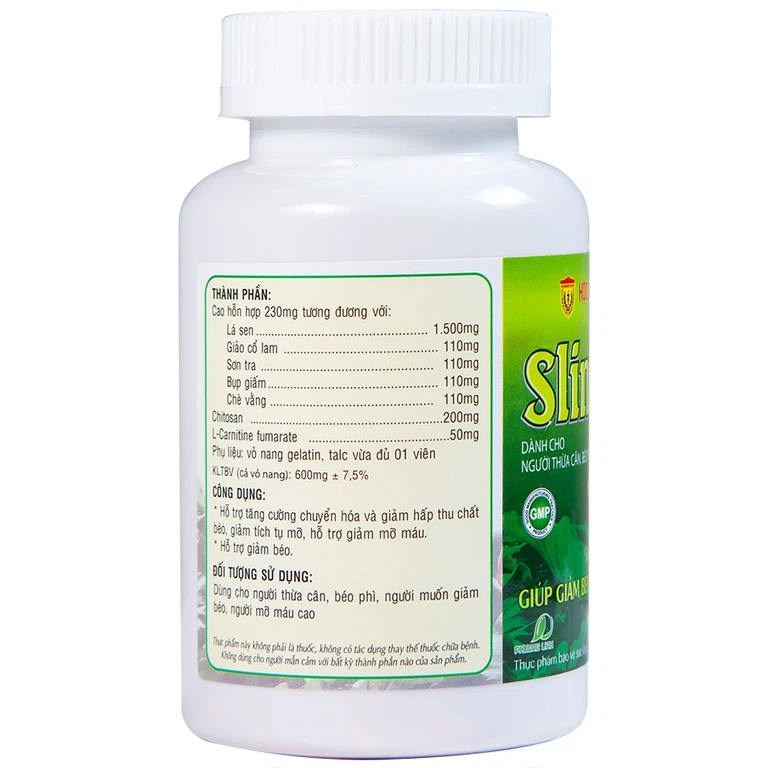 THÀNH PHẦN:
Cao hỗn hợp 230mg tương đương với:
Lá sen 1.500mg
Giảo cổ lam 110mg
Sơn tra 110mg
Bụp giấm 110mg
Chè vằng 110mg
Chitosan 200mg
L-Carnitine fumarate 50mg
Phụ liệu: vỏ nang gelatin, talc vừa đủ 01 viên
KLTBV (cả vỏ nang): 600mg ± 7,5%
CÔNG DỤNG:
* Hỗ trợ tăng cường chuyển hóa và giảm hấp thu chất
béo, giảm tích tụ mỡ, hỗ trợ giảm mỡ máu.
* Hỗ trợ giảm béo.
ĐỐI TƯỢNG SỬ DỤNG:
Dùng cho người thừa cân, béo phì, người muốn giảm
béo, người mỡ máu cao
Thực phẩm này không phải là thuốc, không có tác dụng thay thế thuốc chữa bệnh.
Không dùng cho người mẫn cảm với bất kỳ thành phần nào của sản phẩm.
HỌC
Slim
DÀNH CHO
NGƯỜI THỪA CÂN, BÉO
GMP
GIÚP GIẢM BÉ
PHUONG LINH
Thực phẩm bảo vệ sức